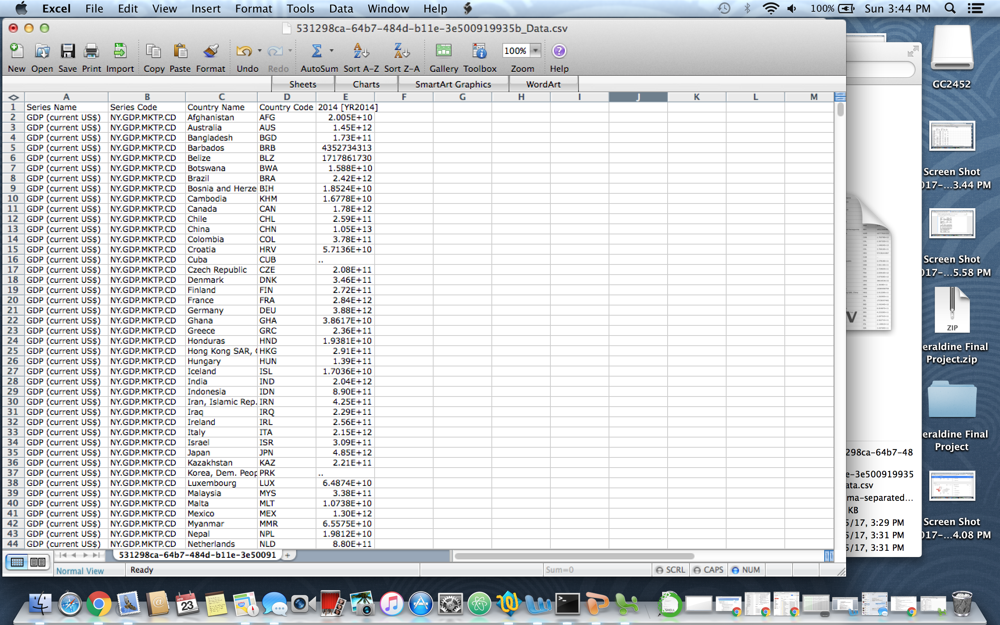 Excel File Edit View Insert Format Tools Data Window Help 100% Sun 3:44 PM
531298ca-64b7-484d-b11e-3e500919935b_Data.csv
New Open Save Print Import Copy Paste Format Undo Redo AutoSum Sort A-Z Sort Z-A Gallery Toolbox 100% Zoom Help
Sheets Charts SmartArt Graphics WordArt
A B C D E F G H I J K L M
1 Series Name Series Code Country Name Country Code 2014 [YR2014]
2 GDP (current US$) NY.GDP.MKTP.CD Afghanistan AFG 2.005E+10
3 GDP (current US$) NY.GDP.MKTP.CD Australia AUS 1.45E+12
4 GDP (current US$) NY.GDP.MKTP.CD Bangladesh BGD 1.73E+11
5 GDP (current US$) NY.GDP.MKTP.CD Barbados BRB 4352734313
6 GDP (current US$) NY.GDP.MKTP.CD Belize BLZ 1717861730
7 GDP (current US$) NY.GDP.MKTP.CD Botswana BWA 1.588E+10
8 GDP (current US$) NY.GDP.MKTP.CD Brazil BRA 2.42E+12
9 GDP (current US$) NY.GDP.MKTP.CD Bosnia and Herze BIH 1.8524E+10
10 GDP (current US$) NY.GDP.MKTP.CD Cambodia KHM 1.6778E+10
11 GDP (current US$) NY.GDP.MKTP.CD Canada CAN 1.78E+12
12 GDP (current US$) NY.GDP.MKTP.CD Chile CHL 2.59E+11
13 GDP (current US$) NY.GDP.MKTP.CD China CHN 1.05E+13
14 GDP (current US$) NY.GDP.MKTP.CD Colombia COL 3.78E+11
15 GDP (current US$) NY.GDP.MKTP.CD Croatia HRV 5.7136E+10
16 GDP (current US$) NY.GDP.MKTP.CD Cuba CUB ..
17 GDP (current US$) NY.GDP.MKTP.CD Czech Republic CZE 2.08E+11
18 GDP (current US$) NY.GDP.MKTP.CD Denmark DNK 3.46E+11
19 GDP (current US$) NY.GDP.MKTP.CD Finland FIN 2.72E+11
20 GDP (current US$) NY.GDP.MKTP.CD France FRA 2.84E+12
21 GDP (current US$) NY.GDP.MKTP.CD Germany DEU 3.88E+12
22 GDP (current US$) NY.GDP.MKTP.CD Ghana GHA 3.8617E+10
23 GDP (current US$) NY.GDP.MKTP.CD Greece GRC 2.36E+11
24 GDP (current US$) NY.GDP.MKTP.CD Honduras HND 1.9381E+10
25 GDP (current US$) NY.GDP.MKTP.CD Hong Kong SAR, HKG 2.91E+11
26 GDP (current US$) NY.GDP.MKTP.CD Hungary HUN 1.39E+11
27 GDP (current US$) NY.GDP.MKTP.CD Iceland ISL 1.7036E+10
28 GDP (current US$) NY.GDP.MKTP.CD India IND 2.04E+12
29 GDP (current US$) NY.GDP.MKTP.CD Indonesia IDN 8.90E+11
30 GDP (current US$) NY.GDP.MKTP.CD Iran, Islamic Rep. IRN 4.25E+11
31 GDP (current US$) NY.GDP.MKTP.CD Iraq IRQ 2.29E+11
32 GDP (current US$) NY.GDP.MKTP.CD Ireland IRL 2.56E+11
33 GDP (current US$) NY.GDP.MKTP.CD Italy ITA 2.15E+12
34 GDP (current US$) NY.GDP.MKTP.CD Israel ISR 3.09E+11
35 GDP (current US$) NY.GDP.MKTP.CD Japan JPN 4.85E+12
36 GDP (current US$) NY.GDP.MKTP.CD Kazakhstan KAZ 2.21E+11
37 GDP (current US$) NY.GDP.MKTP.CD Korea, Dem. Peop PRK ..
38 GDP (current US$) NY.GDP.MKTP.CD Luxembourg LUX 6.4874E+10
39 GDP (current US$) NY.GDP.MKTP.CD Malaysia MYS 3.38E+11
40 GDP (current US$) NY.GDP.MKTP.CD Malta MLT 1.0738E+10
41 GDP (current US$) NY.GDP.MKTP.CD Mexico MEX 1.30E+12
42 GDP (current US$) NY.GDP.MKTP.CD Myanmar MMR 6.5575E+10
43 GDP (current US$) NY.GDP.MKTP.CD Nepal NPL 1.9812E+10
44 GDP (current US$) NY.GDP.MKTP.CD Netherlands NLD 8.80E+11
531298ca-64b7-484d-b11e-3e50091
Normal View Ready Sum=0 SCRL CAPS NUM
298ca-64b7-48
e-3e500919935
ata.csv
ma-separated...
KB
5/17, 3:29 PM
5/17, 3:31 PM
5/17, 3:31 PM
GC2452
Screen Shot
017-...3.44 PM
Screen Shot
017-...5.58 PM
ZIP
eraldine Final
Project.zip
eraldine Final
Project
Screen Shot
017-...4.08 PM
APR
23
280
SHELL